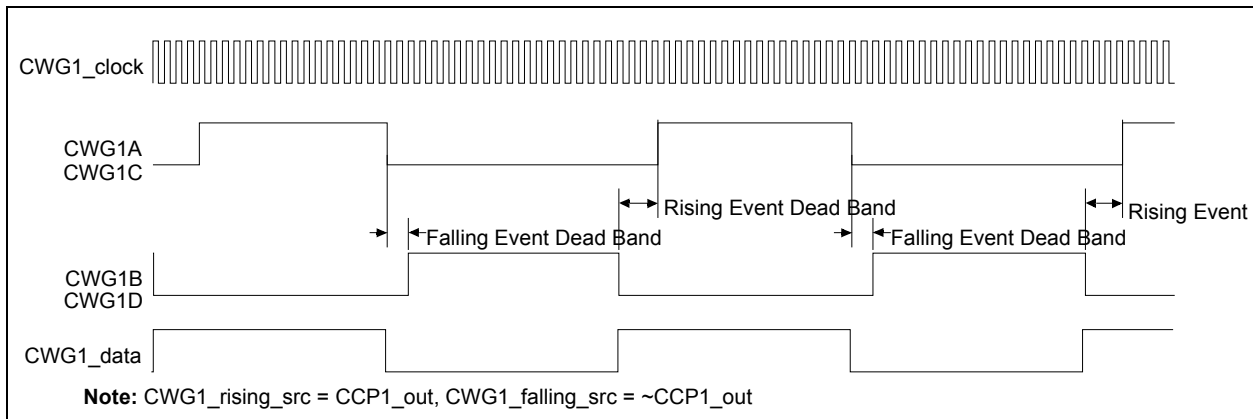 CWG1_clock
CWG1A
CWG1C
Rising Event Dead Band
Rising Event
Falling Event Dead Band
Falling Event Dead Band
CWG1B
CWG1D
CWG1_data
Note: CWG1_rising_src = CCP1_out, CWG1_falling_src = ~CCP1_out